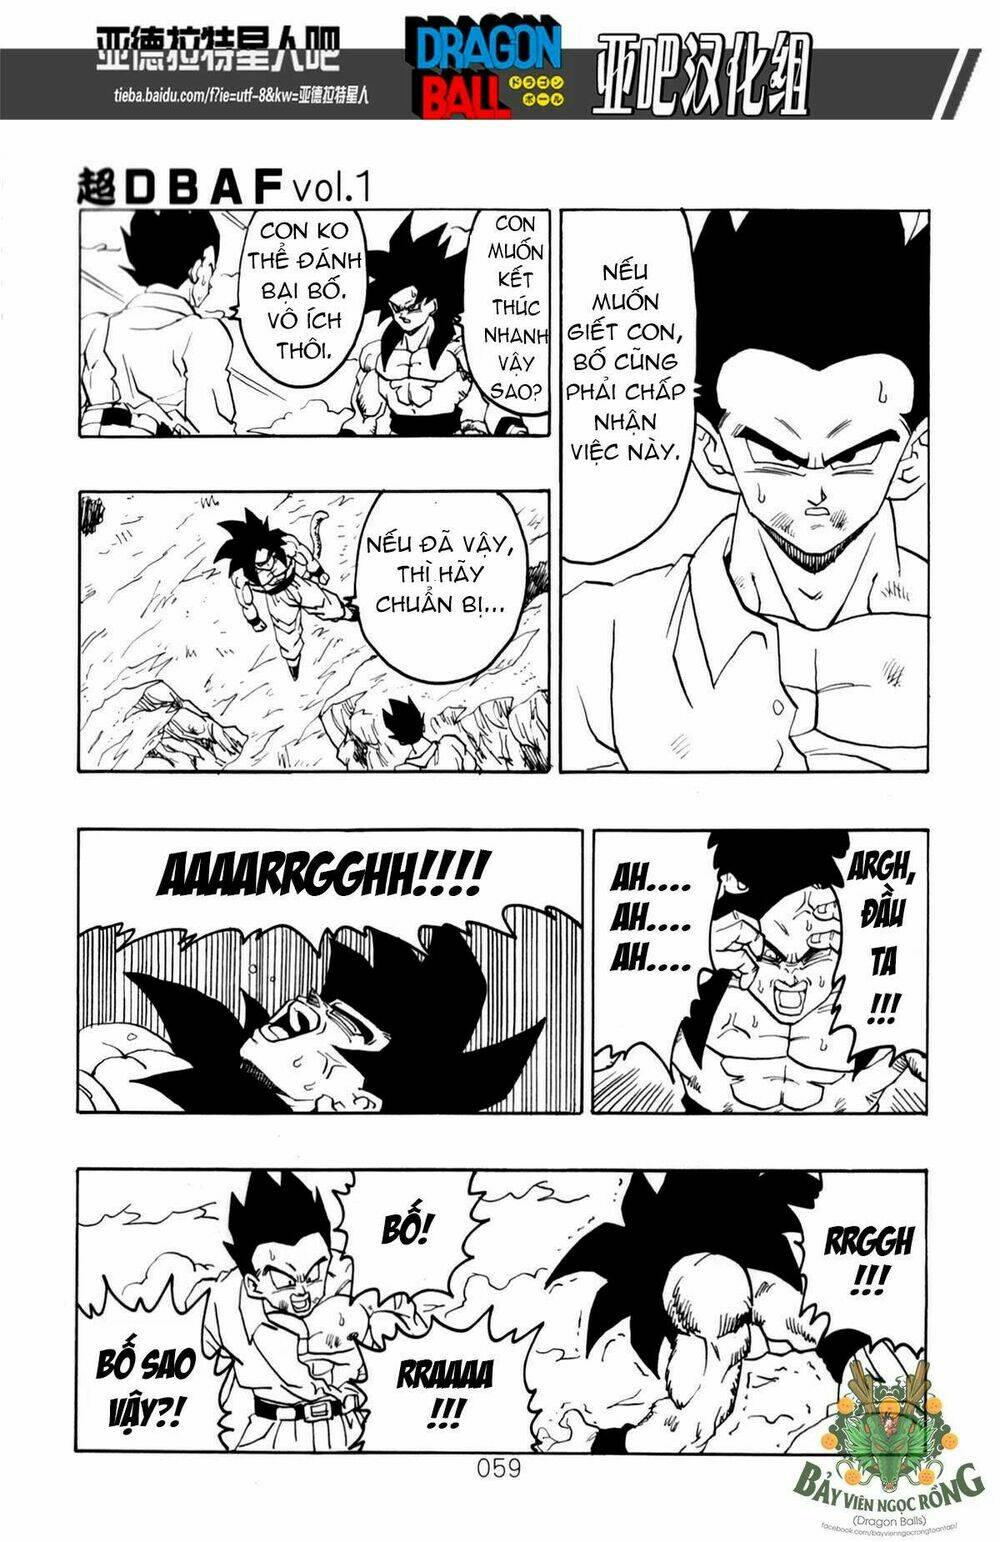 亚德拉特星人吧
tieba.baidu.com/f?ie=utf-8&kw=亚德拉特星人
DRAGON
BALL
ドラゴン
ボール
亚吧汉化组
超DBAF vol.1
CON KO
THỂ ĐÁNH
BẠI BỐ.
VÔ ÍCH
THÔI.
CON
MUỐN
KẾT
THÚC
NHANH
VẬY
SAO?
NẾU
MUỐN
GIẾT CON,
BỐ CŨNG
PHẢI CHẤP
NHẬN
VIỆC NÀY.
NẾU ĐÃ VẬY,
THÌ HÃY
CHUẨN BỊ...
AAAARRGGHH!!!!
AH....
AH....
AH....
ARGH,
ĐẦU
TA
!!!
BỐ!
BỐ SAO
VẬY?!
RRAAAA
!!!
RRGGH
!!!
059
BẢY VIÊN NGỌC RỒNG
(Dragon Balls)
facebook.com/bayvienngocrongtoantap/